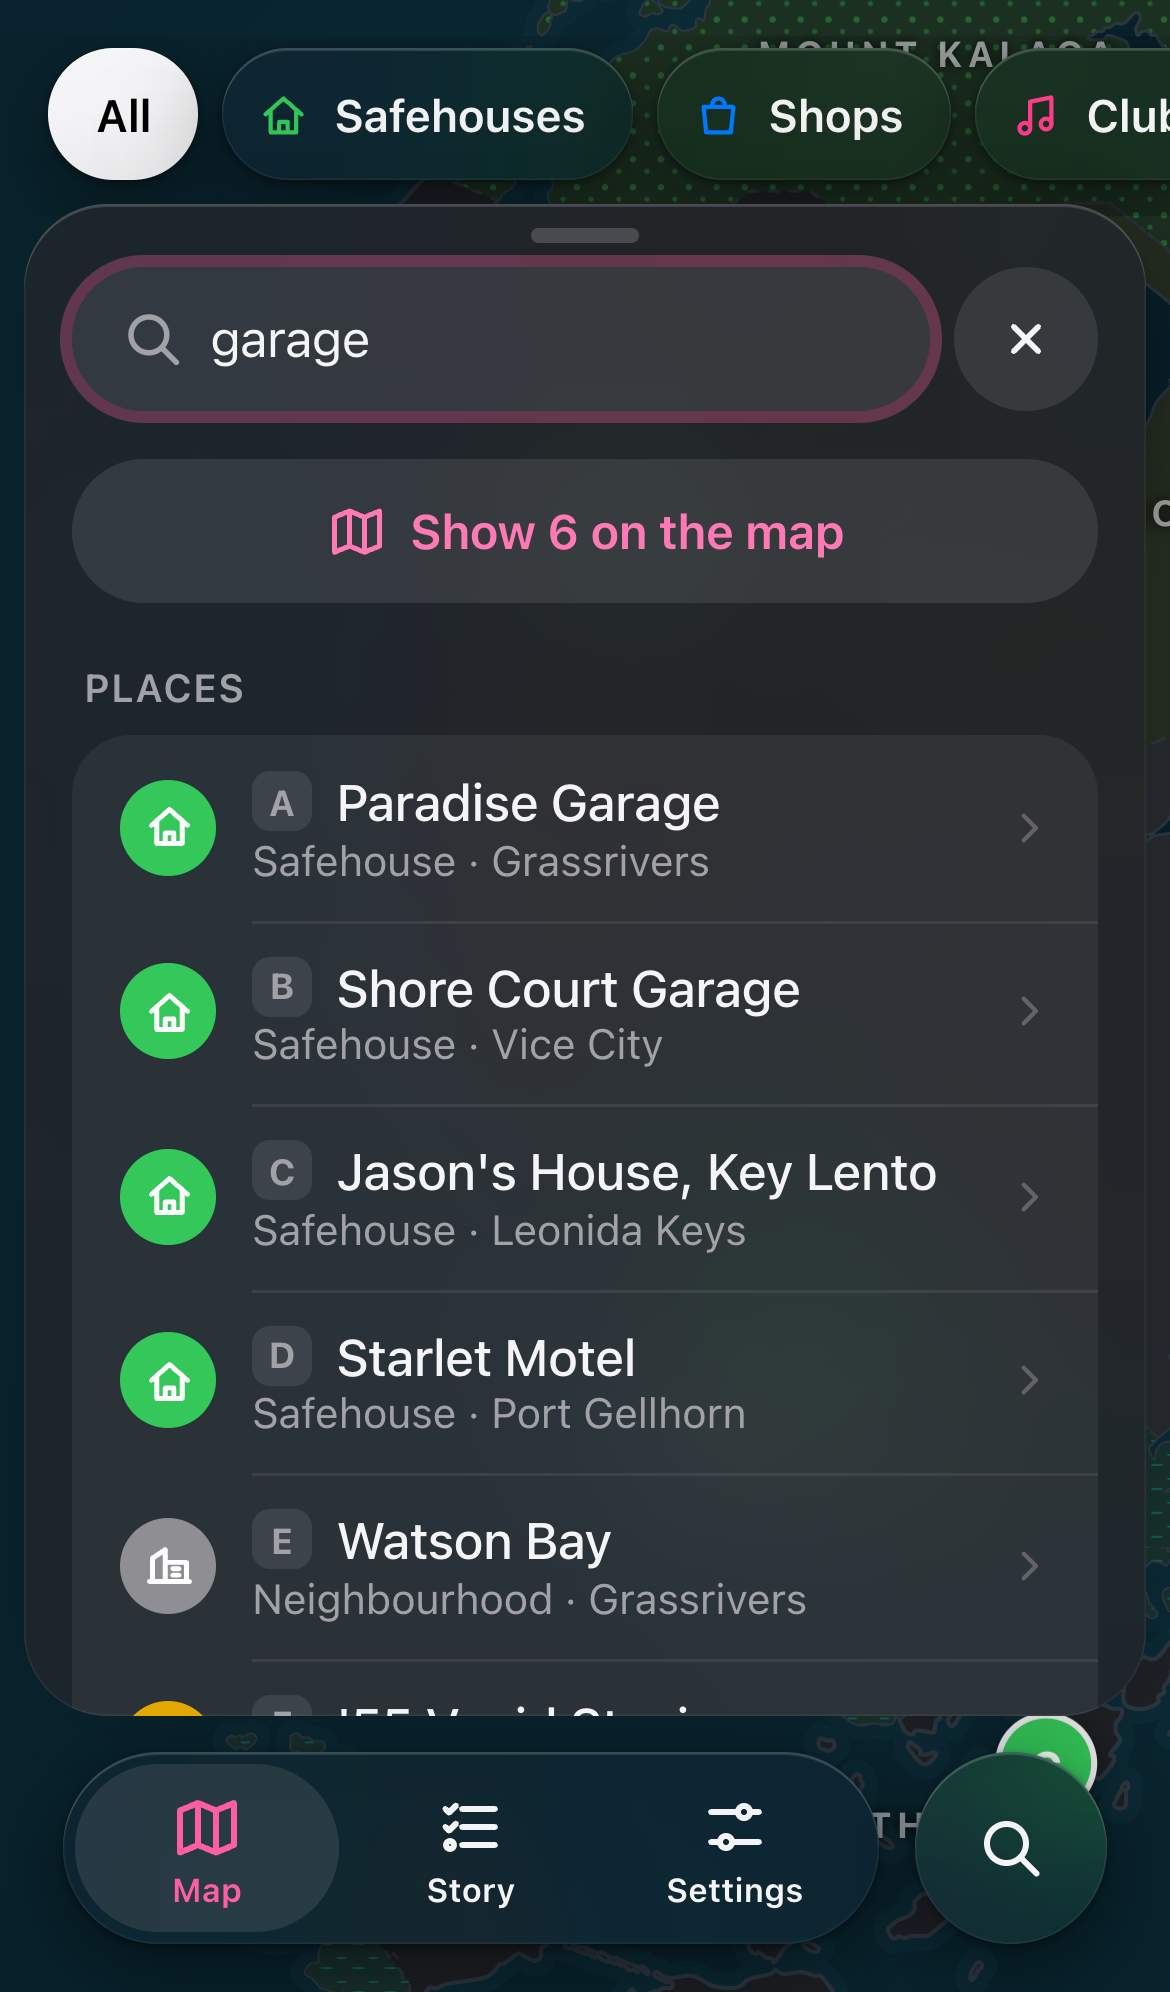 MOUNT KALAGA
All
Safehouses
Shops
garage
Show 6 on the map
PLACES
A Paradise Garage
Safehouse · Grassrivers
B Shore Court Garage
Safehouse · Vice City
C Jason's House, Key Lento
Safehouse · Leonida Keys
D Starlet Motel
Safehouse · Port Gellhorn
E Watson Bay
Neighbourhood · Grassrivers
Map
Story
Settings